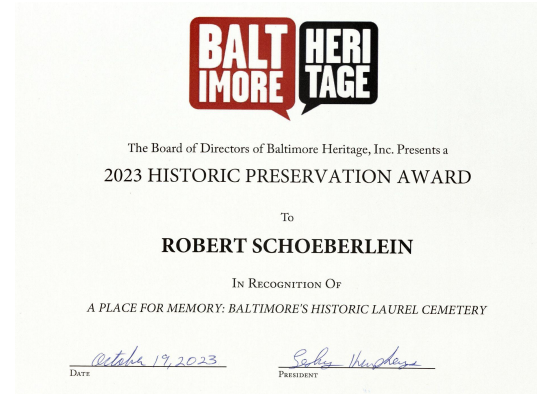 BALT HERI
IMORE TAGE
The Board of Directors of Baltimore Heritage, Inc. Presents a
2023 HISTORIC PRESERVATION AWARD
To
ROBERT SCHOEBERLEIN
In Recognition Of
A PLACE FOR MEMORY: BALTIMORE'S HISTORIC LAUREL CEMETERY
October 19, 2023
Date
Humphreys
President